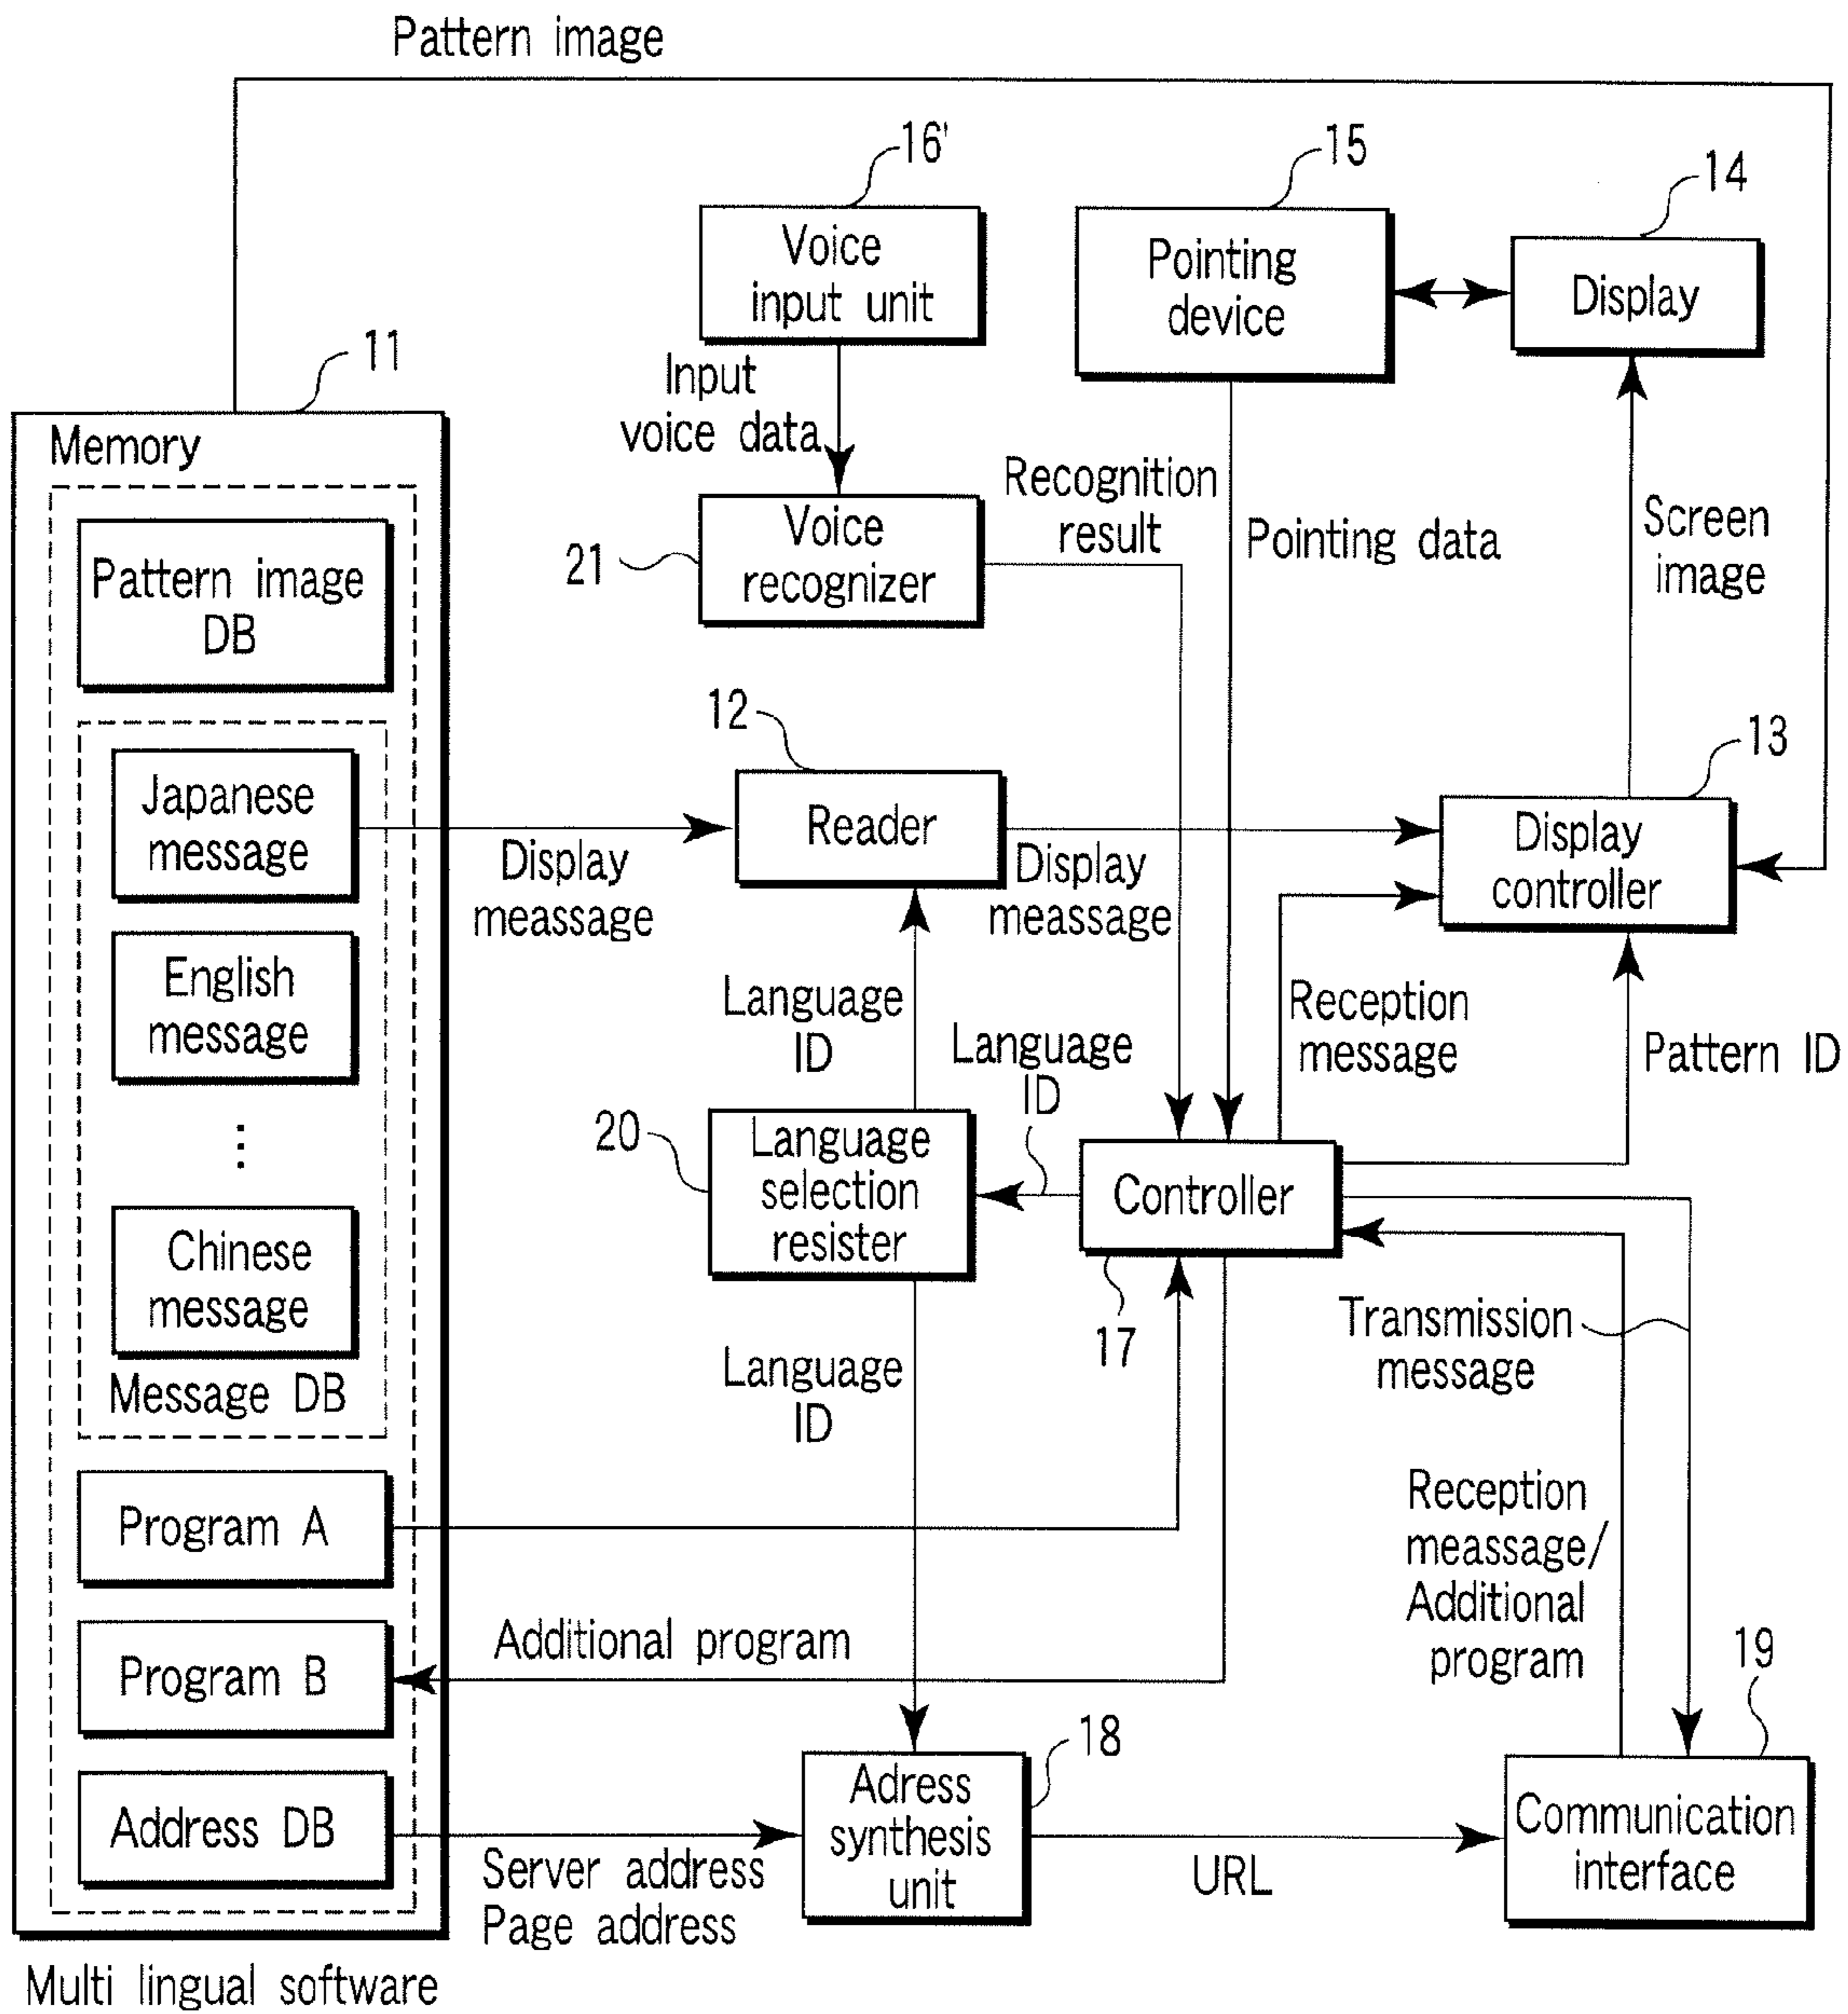 Pattern image
16'
15
14
Voice
input unit
Pointing
device
Display
11
Input
voice data
Memory
Recognition
result
Pointing data
Screen
image
Voice
recognizer
21
Pattern image
DB
12
13
Japanese
message
Reader
Display
controller
Display
meassage
Display
meassage
English
message
Language
ID
Language
ID
Reception
message
Pattern ID
⋮
20
Language
selection
resister
Controller
Chinese
message
17
Transmission
message
Message DB
Language
ID
Program A
Reception
meassage/
Additional
program
Program B
Additional program
19
18
Address DB
Server address
Page address
Adress
synthesis
unit
URL
Communication
interface
Multi lingual software